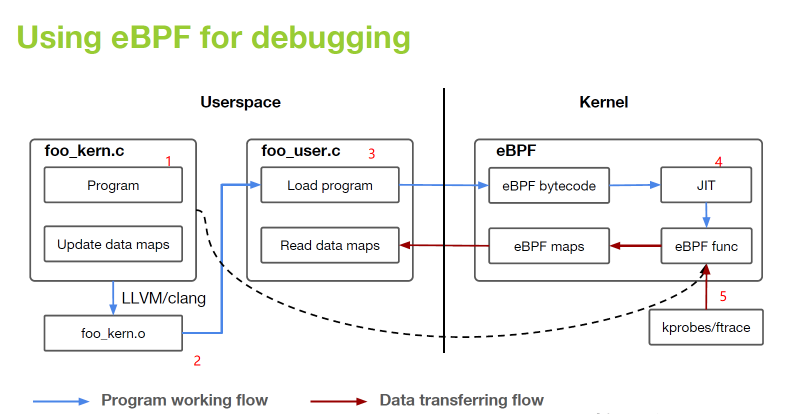 Using eBPF for debugging
Userspace
Kernel
foo_kern.c
1
Program
Update data maps
LLVM/clang
foo_kern.o
2
foo_user.c
3
Load program
Read data maps
eBPF
4
eBPF bytecode
JIT
eBPF maps
eBPF func
5
kprobes/ftrace
Program working flow
Data transferring flow